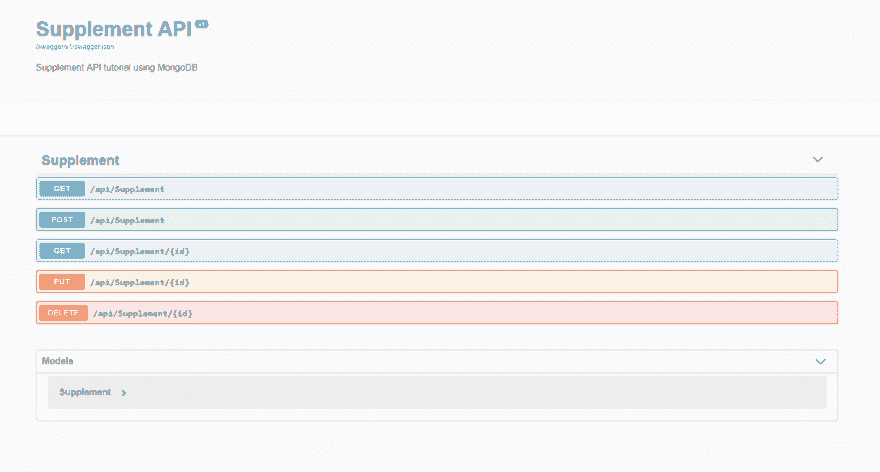 Supplement API v1
/swagger/v1/swagger.json
Supplement API tutorial using MongoDB
Supplement
GET /api/Supplement
POST /api/Supplement
GET /api/Supplement/{id}
PUT /api/Supplement/{id}
DELETE /api/Supplement/{id}
Models
Supplement